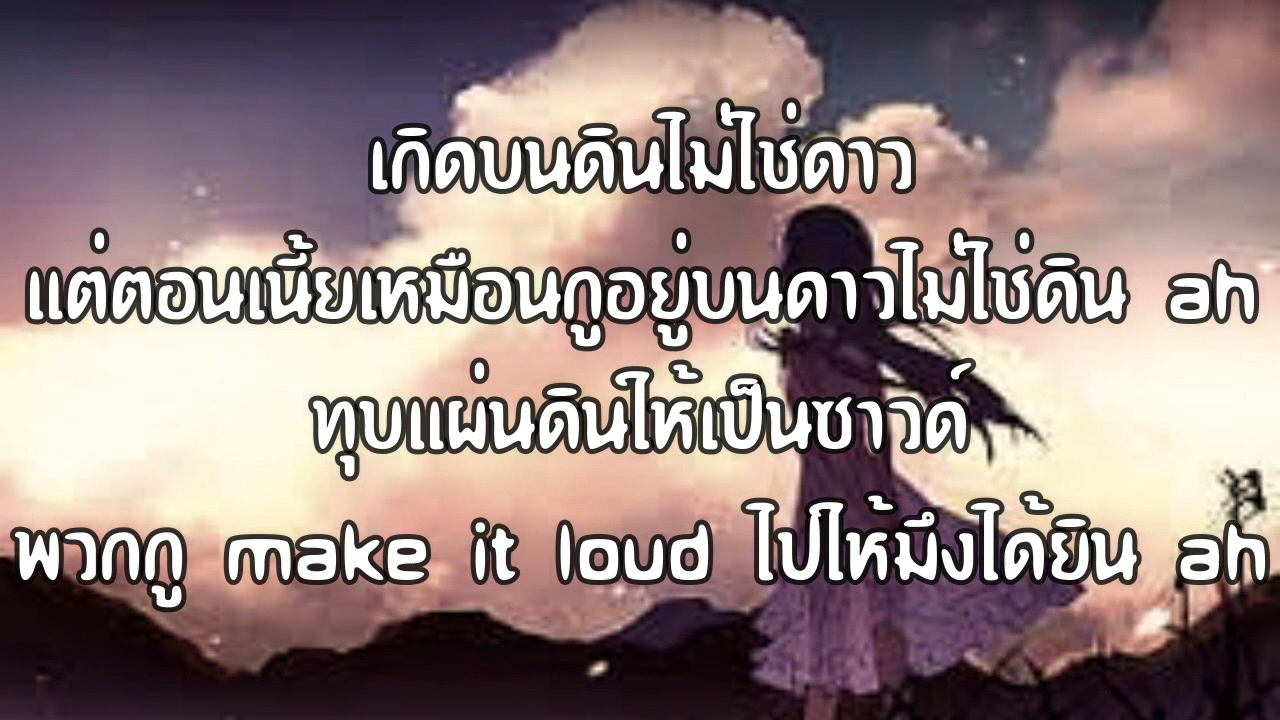 เกิดบนดินไม่ใช่ดาว
แต่ตอนเนี้ยเหมือนกูอยู่บนดาวไม่ใช่ดิน ah
ทุบแผ่นดินให้เป็นซาวด์
พวกกู make it loud ไปให้มึงได้ยิน ah